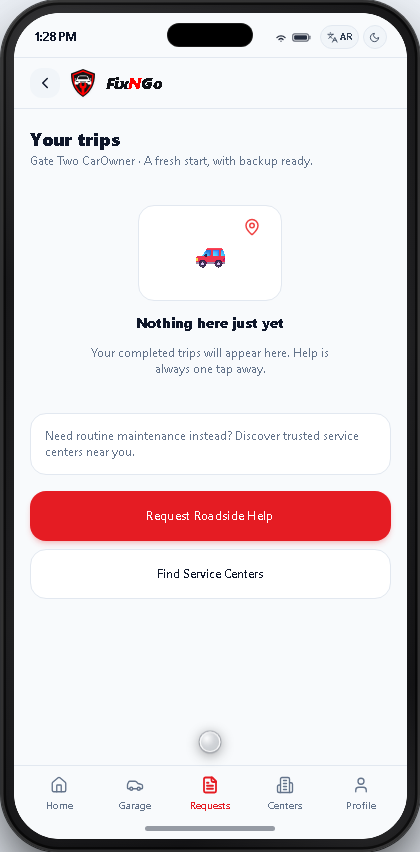 1:28 PM
AR
FixNGo
Your trips
Gate Two CarOwner · A fresh start, with backup ready.
Nothing here just yet
Your completed trips will appear here. Help is
always one tap away.
Need routine maintenance instead? Discover trusted service
centers near you.
Request Roadside Help
Find Service Centers
Home
Garage
Requests
Centers
Profile